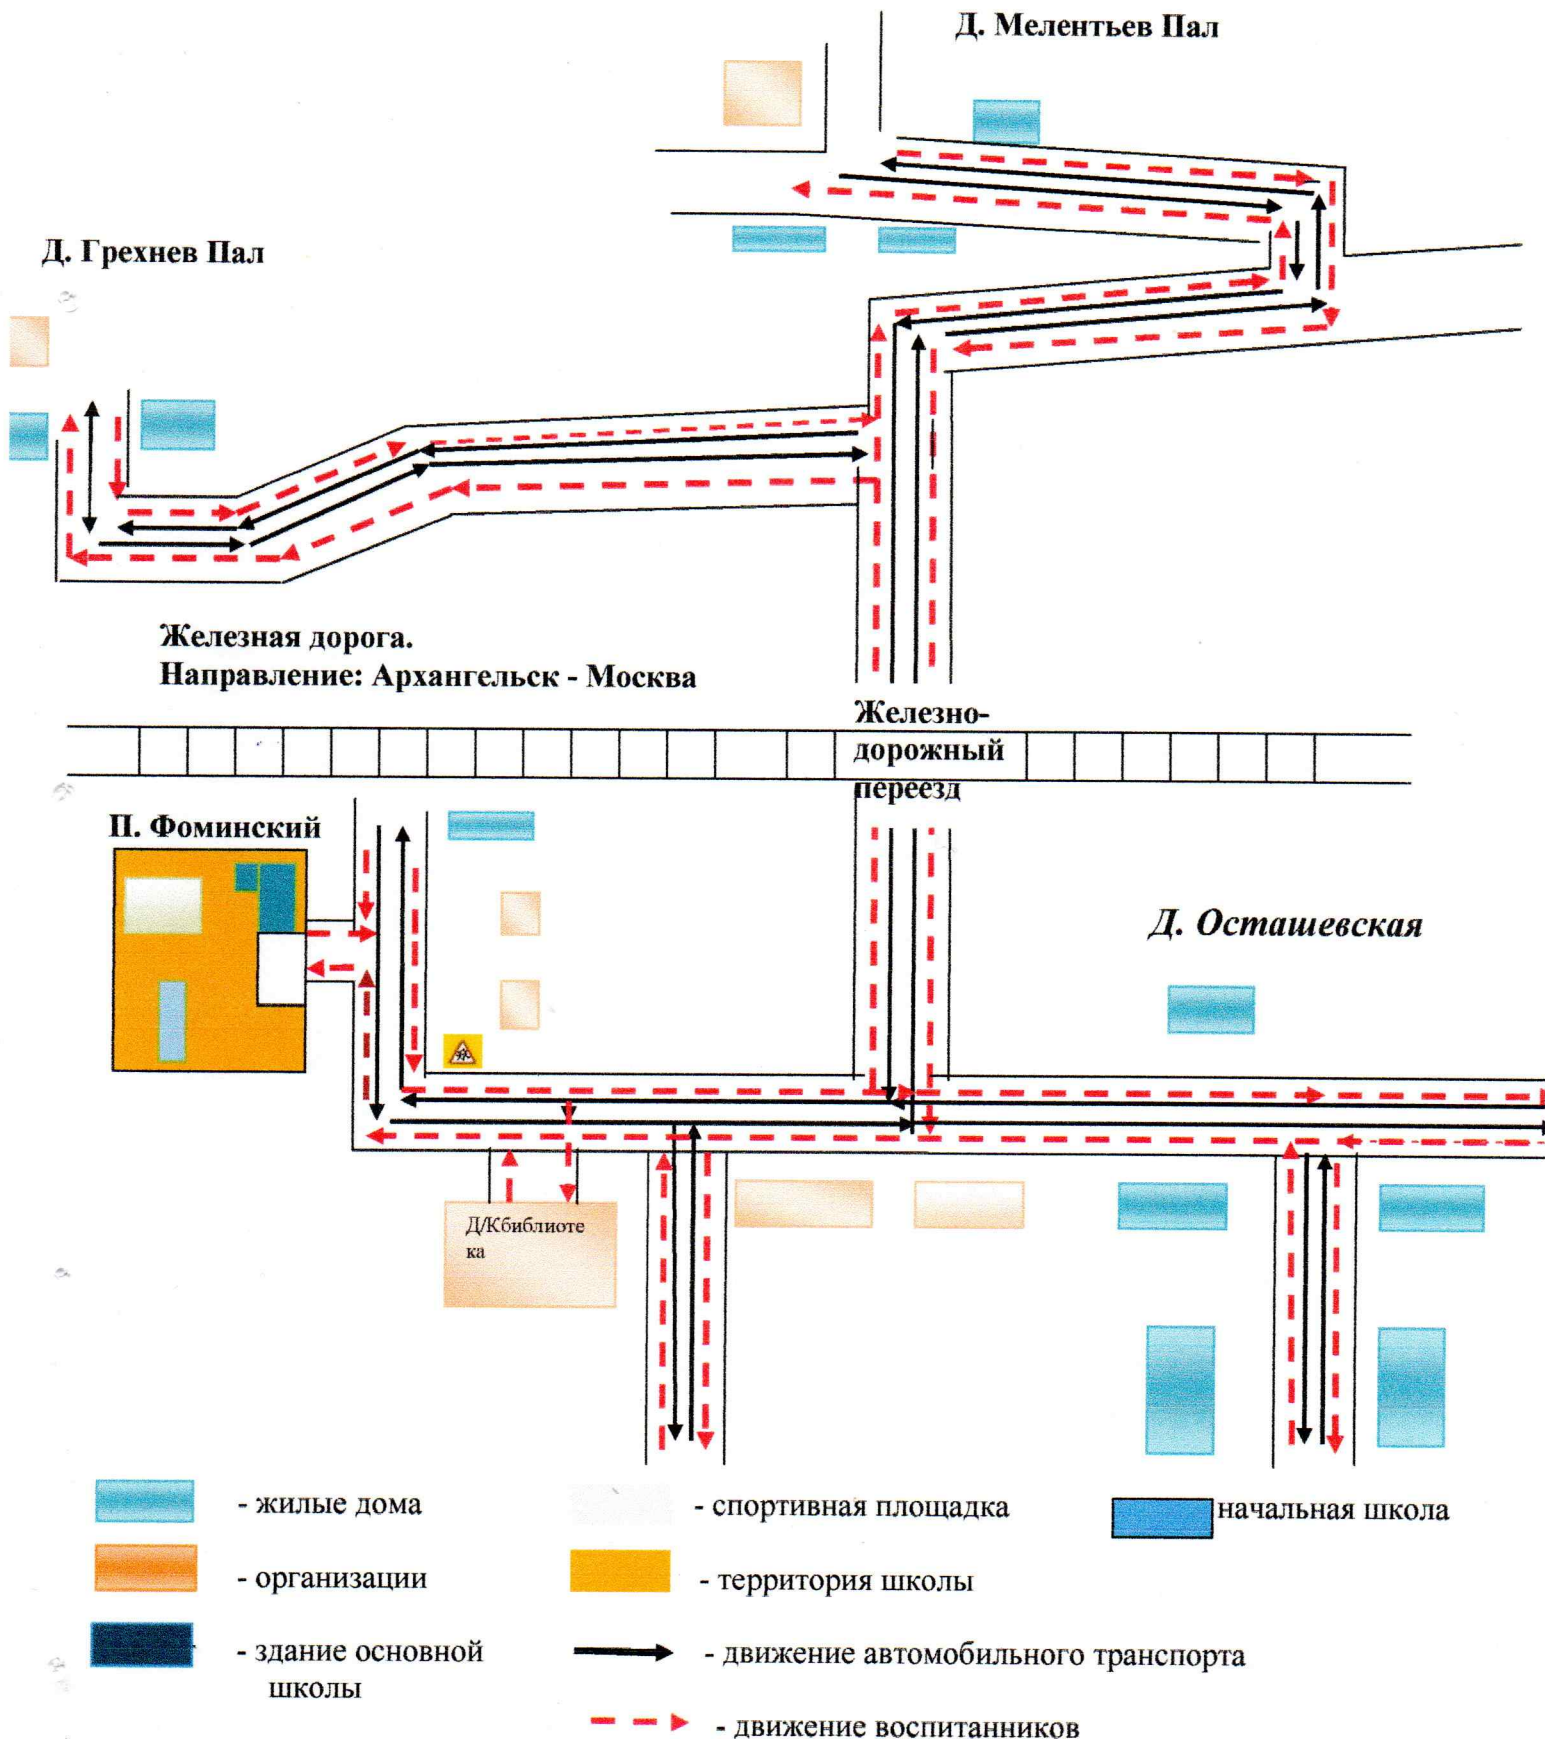 Д. Мелентьев Пал
Д. Грехнев Пал
Железная дорога.
Направление: Архангельск - Москва
Железно-
дорожный
переезд
П. Фоминский
Д. Осташевская
Д/Кбиблиоте
ка
- жилые дома
- спортивная площадка
начальная школа
- организации
- территория школы
- здание основной
школы
- движение автомобильного транспорта
- движение воспитанников